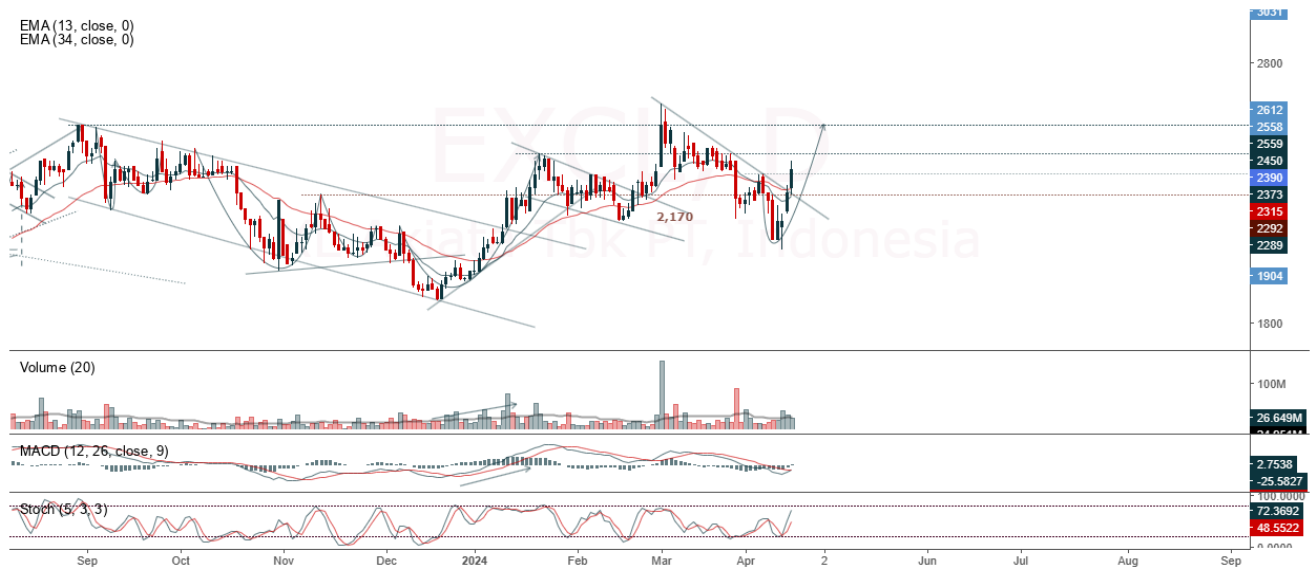 EMA (13, close, 0)
EMA (34, close, 0)
3031
2800
2612
2558
2559
2450
2390
2373
2315
2292
2289
1904
1800
2,170
Tbk PT, Indonesia
Volume (20)
100M
26.649M
MACD (12, 26, close, 9)
2.7538
-25.5827
Stoch (5, 3, 3)
100.0000
72.3692
48.5522
0.0000
Sep
Oct
Nov
Dec
2024
Feb
Mar
Apr
2
Jun
Jul
Aug
Sep